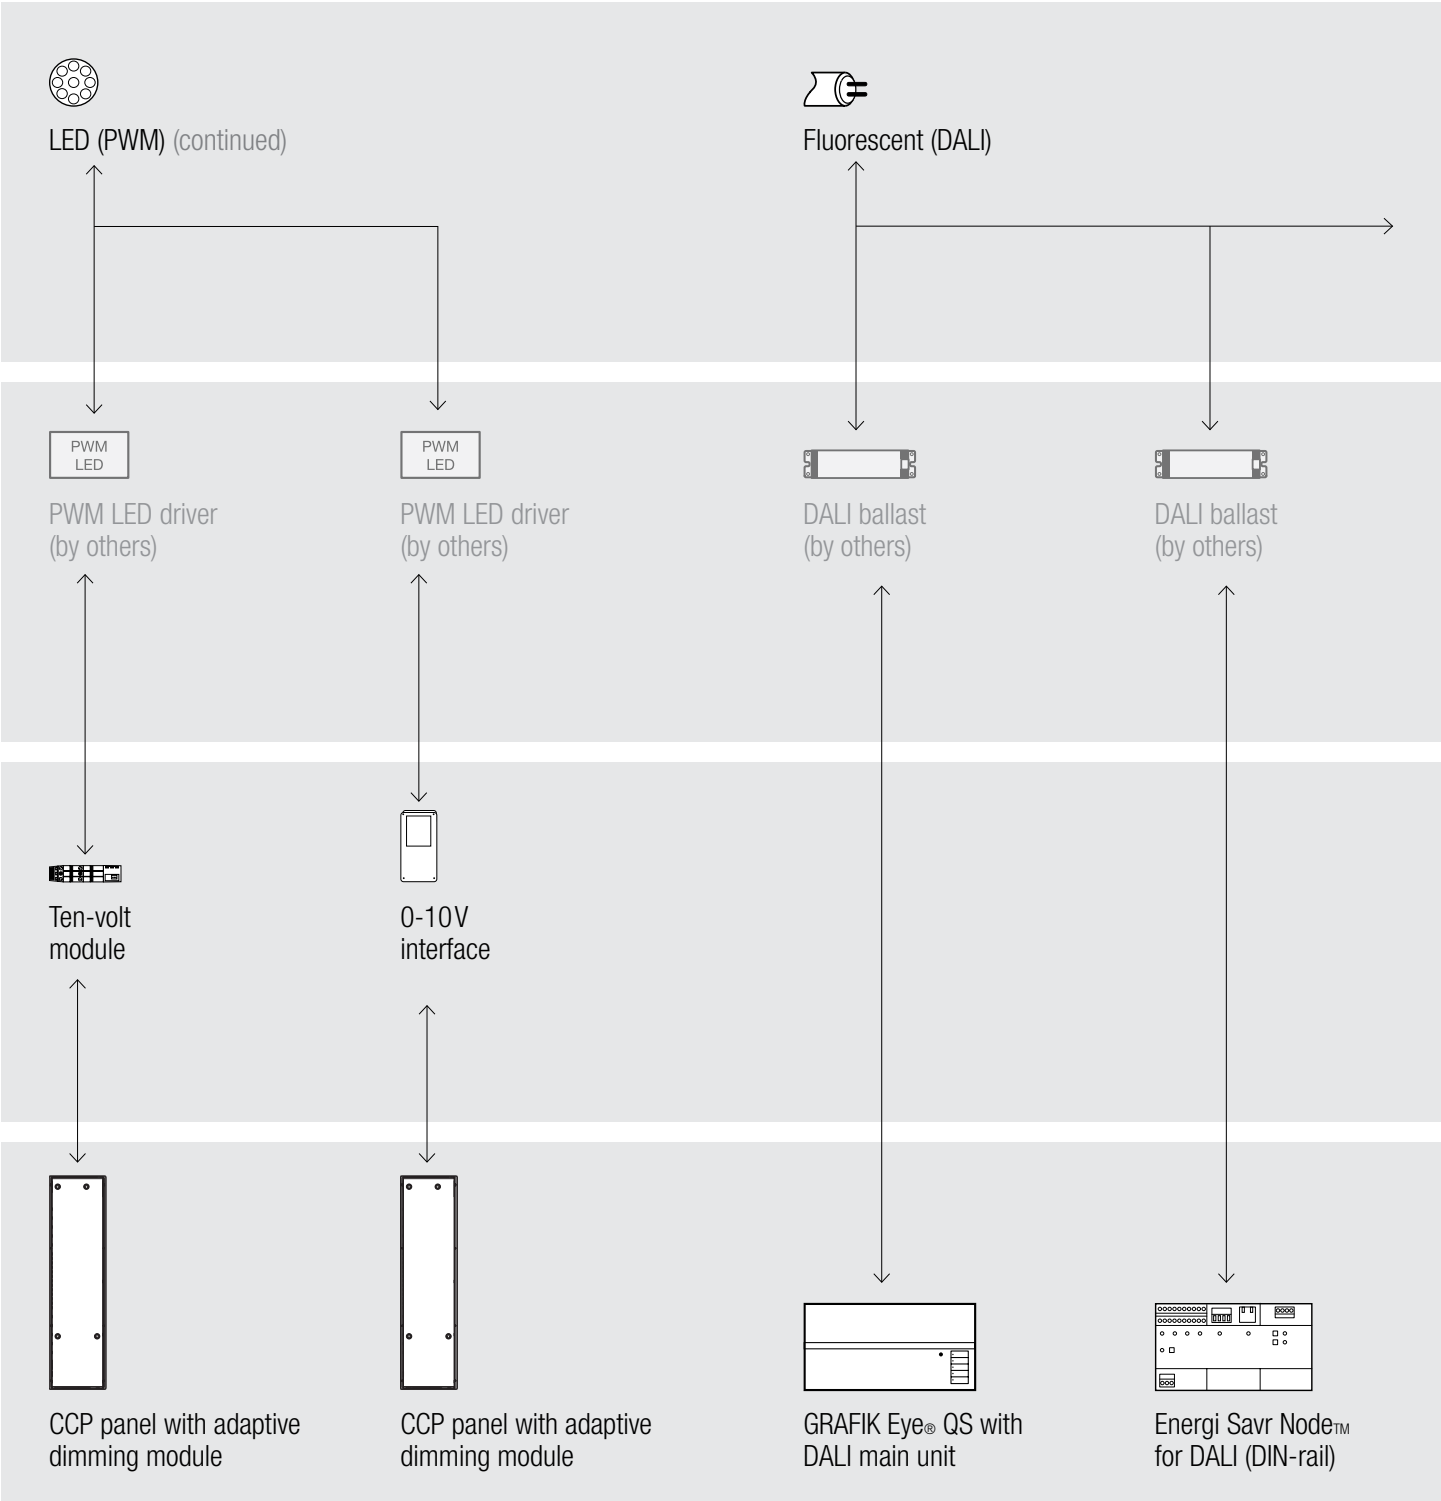 LED (PWM) (continued)
Fluorescent (DALI)
PWM
LED
PWM
LED
PWM LED driver
(by others)
PWM LED driver
(by others)
DALI ballast
(by others)
DALI ballast
(by others)
Ten-volt
module
0-10V
interface
CCP panel with adaptive
dimming module
CCP panel with adaptive
dimming module
GRAFIK Eye® QS with
DALI main unit
Energi Savr Node™
for DALI (DIN-rail)